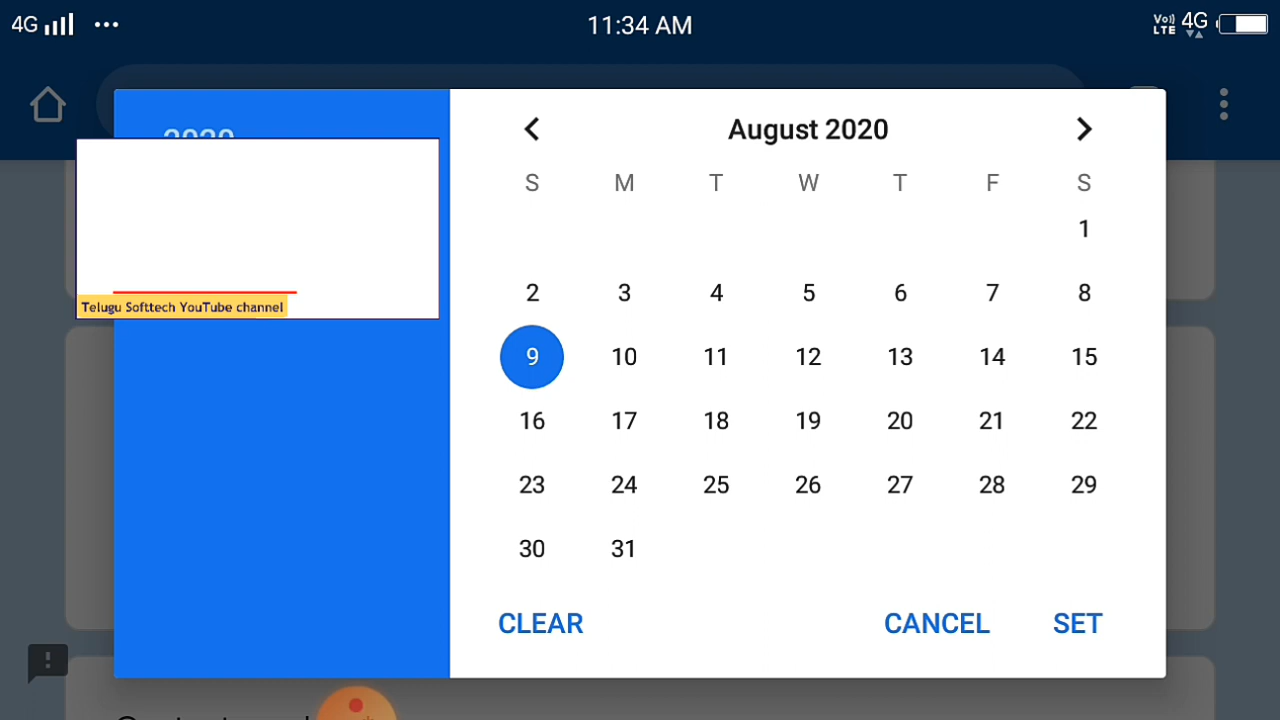 4G ... 11:34 AM Vo)) LTE 4G
2020
August 2020
S M T W T F S
1
2 3 4 5 6 7 8
9 10 11 12 13 14 15
16 17 18 19 20 21 22
23 24 25 26 27 28 29
30 31
CLEAR CANCEL SET
Telugu Softtech YouTube channel